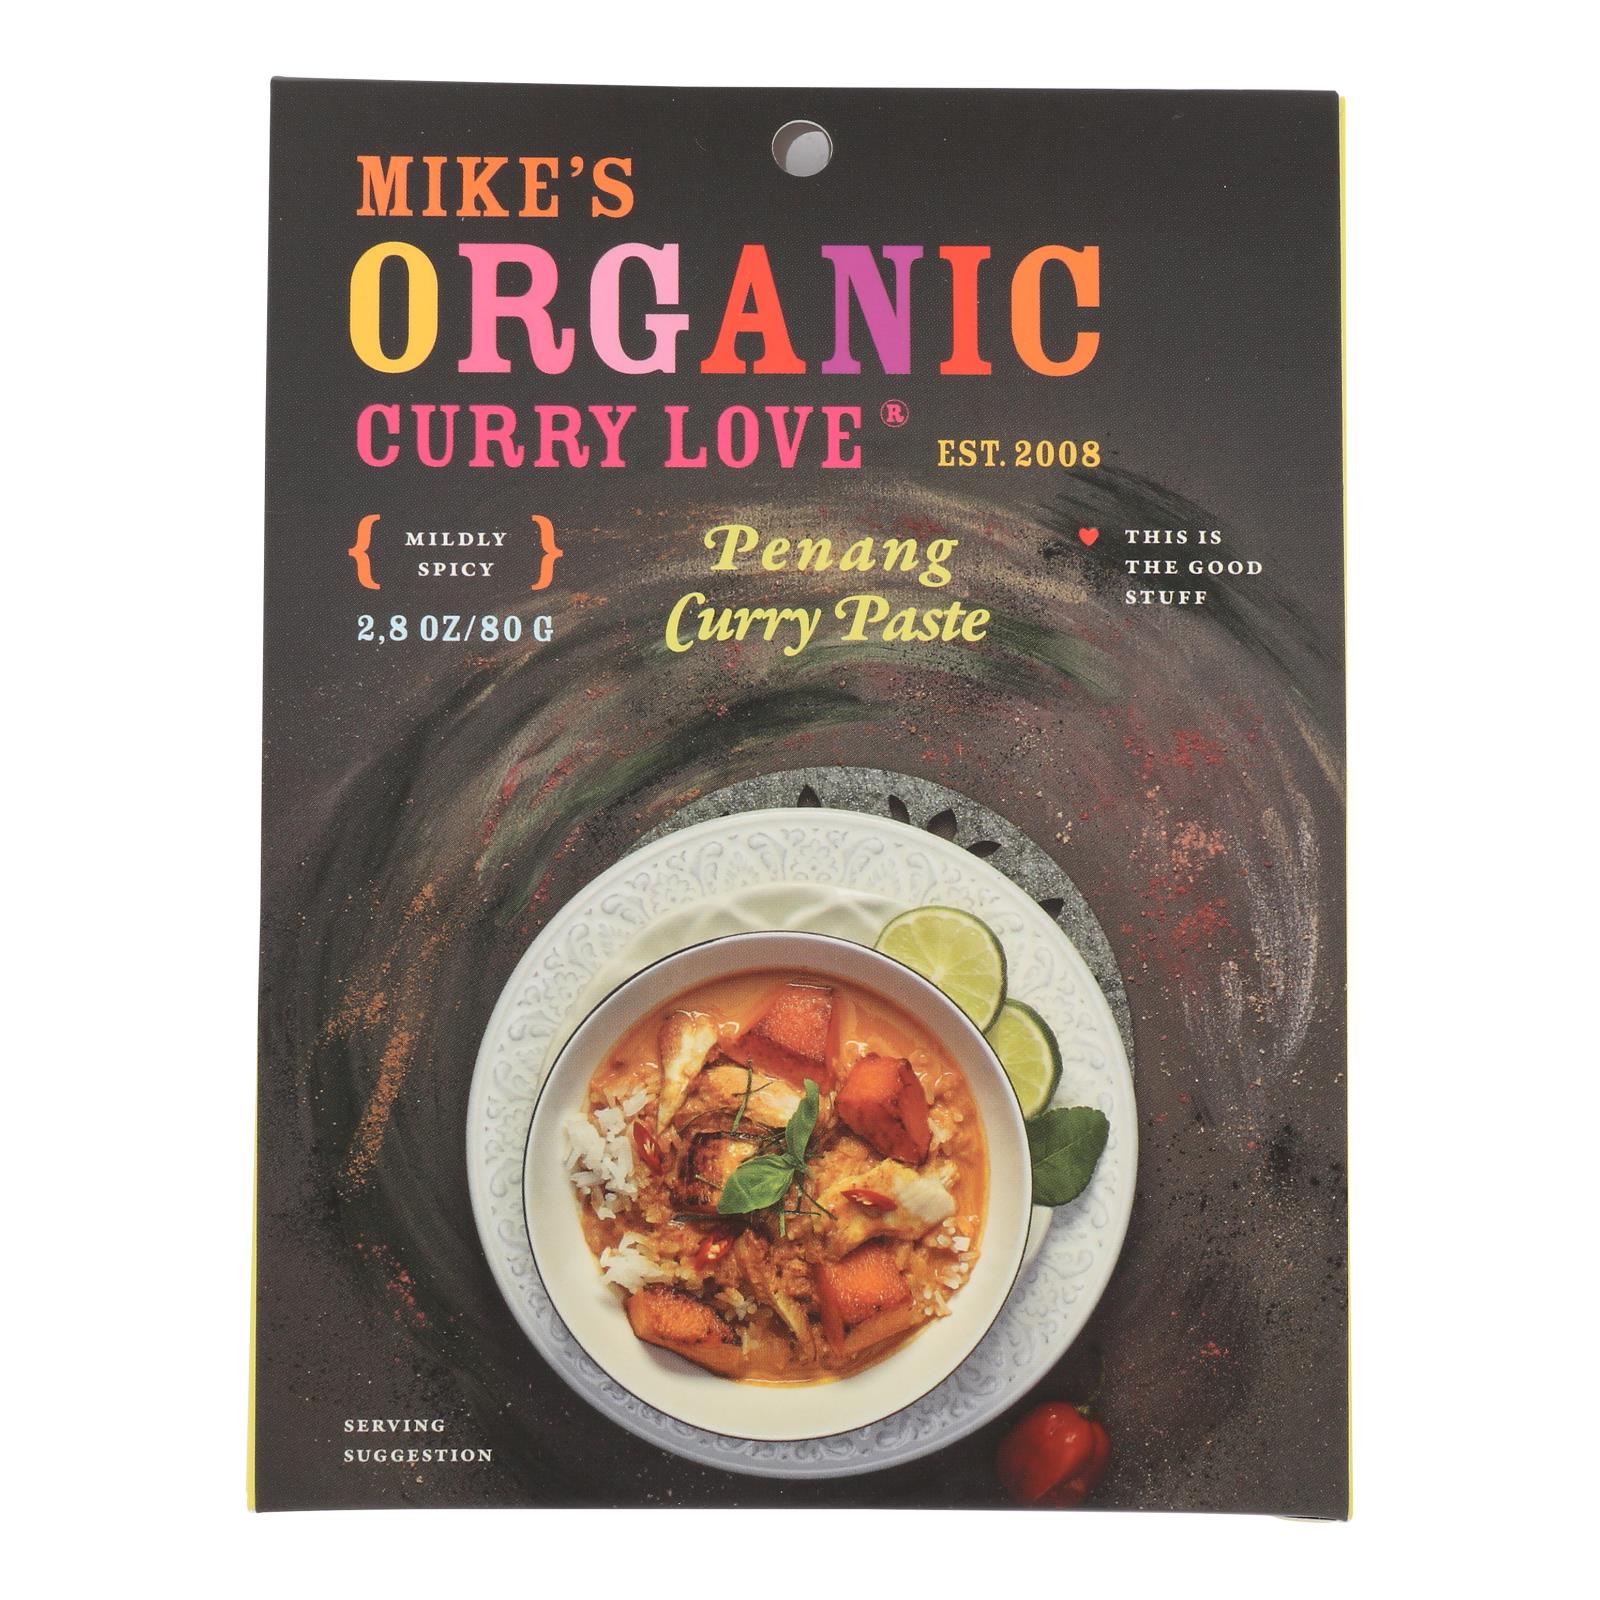 MIKE'S
ORGANIC
CURRY LOVE®
EST. 2008
{ MILDLY
SPICY }
2,8 OZ/80 G
Penang
Curry Paste
♥ THIS IS
THE GOOD
STUFF
SERVING
SUGGESTION